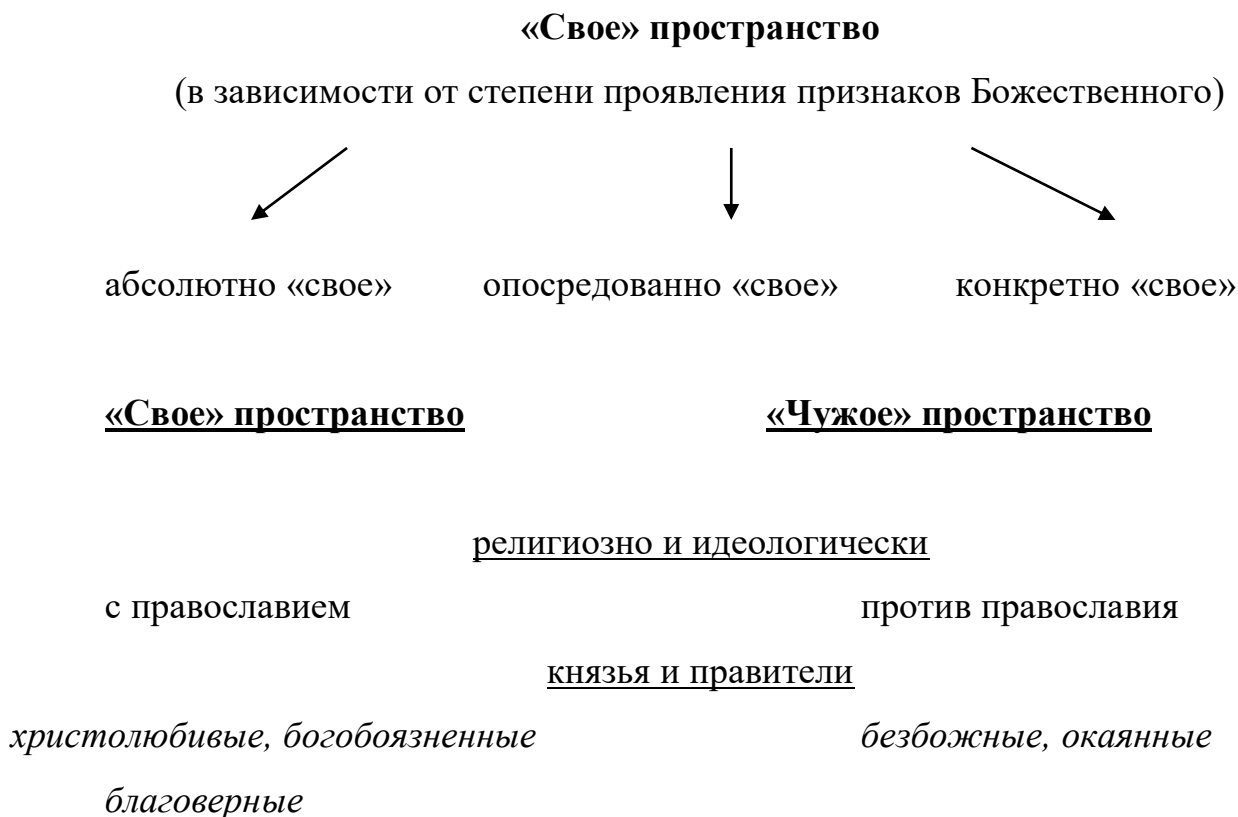 «Свое» пространство
(в зависимости от степени проявления признаков Божественного)
абсолютно «свое» опосредованно «свое» конкретно «свое»
«Свое» пространство «Чужое» пространство
религиозно и идеологически
с православием против православия
князья и правители
христолюбивые, богобоязненные безбожные, окаянные
благоверные